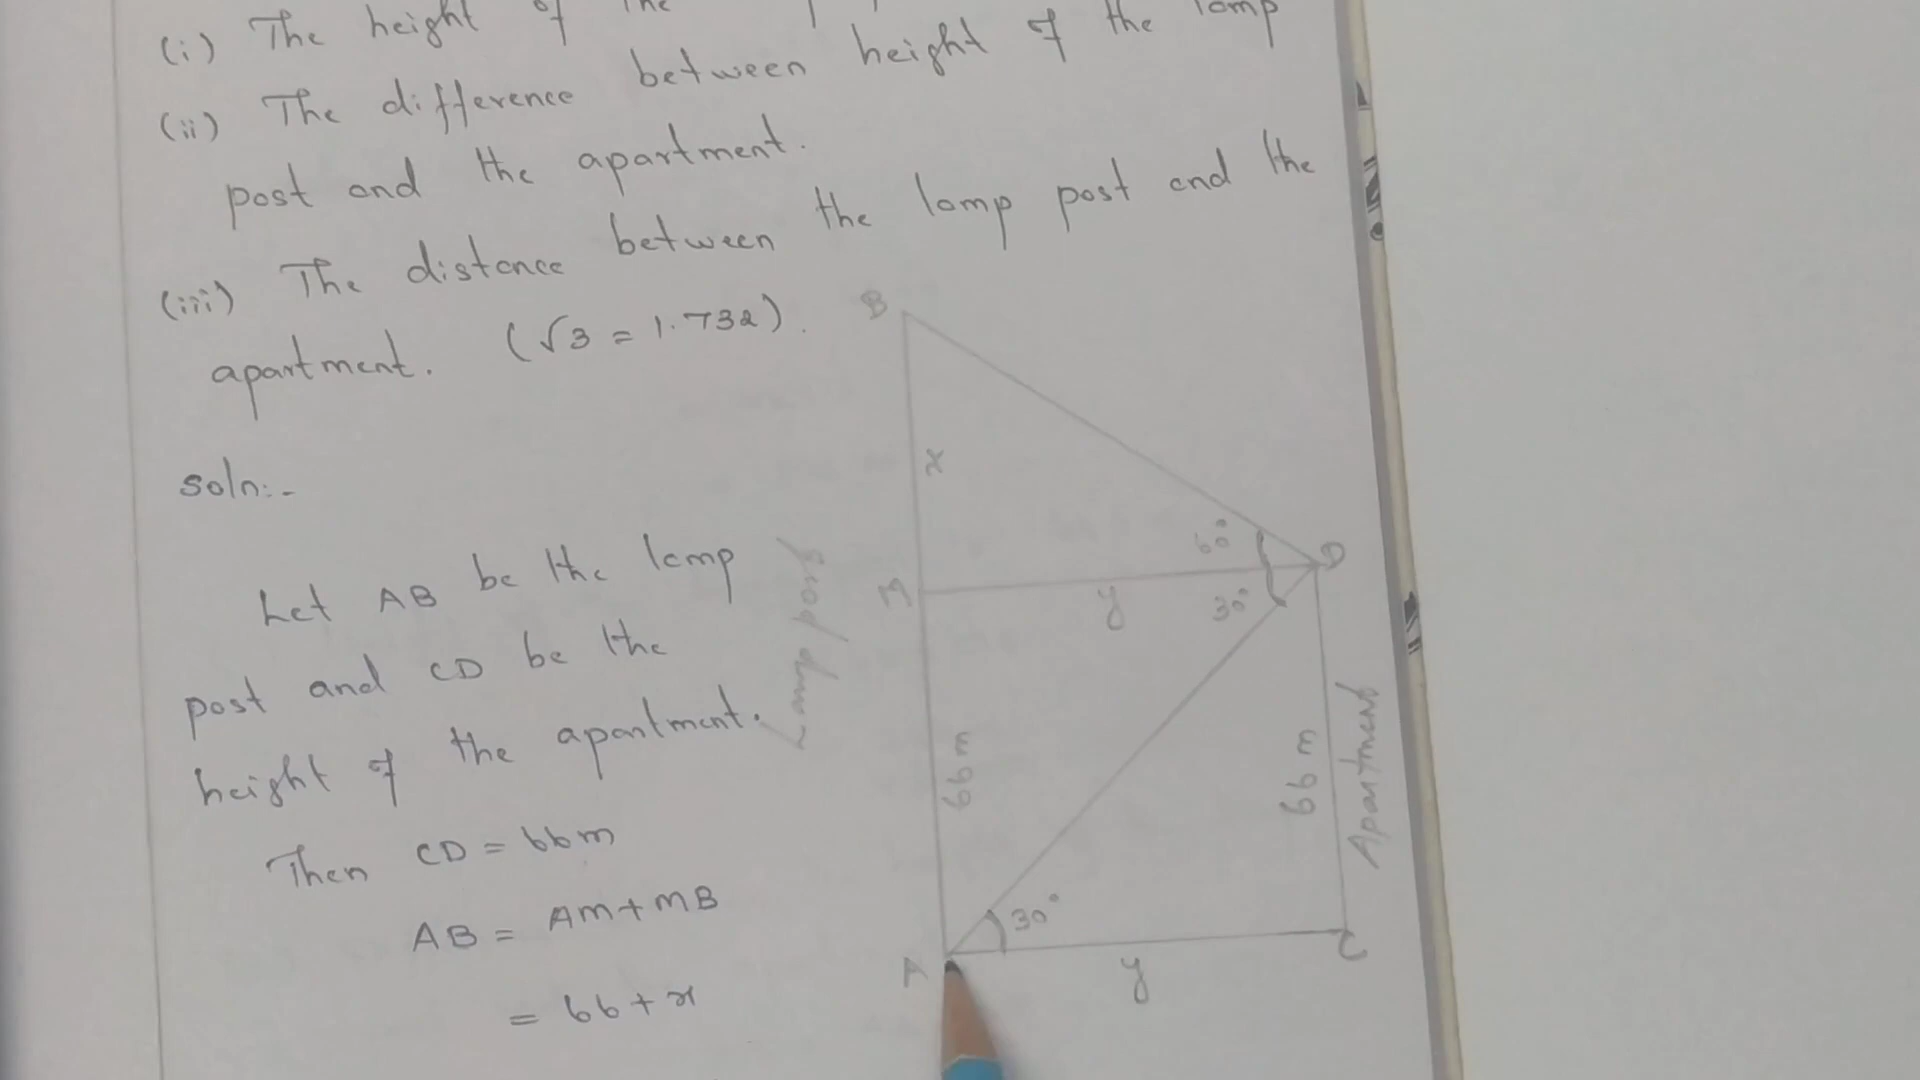 (i) The height of the
(ii) The difference between height of the lamp
post and the apartment.
(iii) The distance between the lamp post and the
apartment. (√3 = 1.732).
soln:-
Let AB be the lamp
post and CD be the
height of the apartment.
Then CD = 66m
AB = AM+MB
= 66+x
B
x
60°
D
M
y
30°
Lamp post
66 m
66 m
Apartment
30°
A
y
C